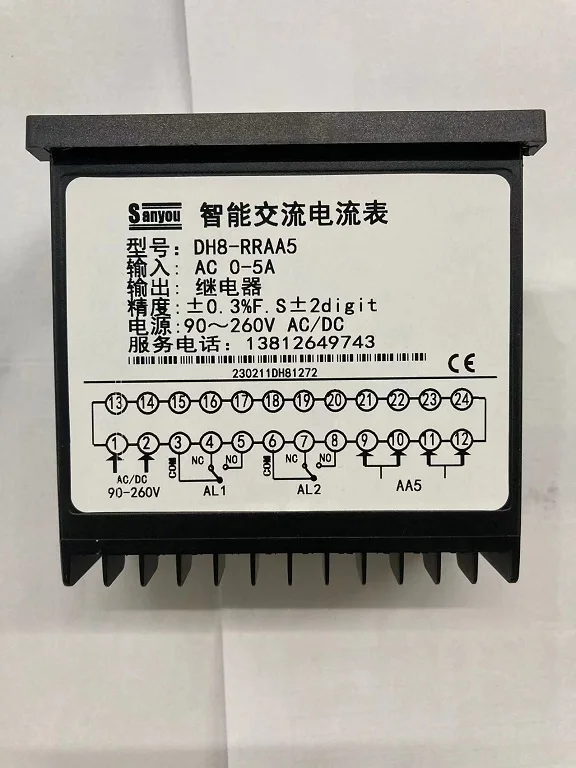 Sanyou 智能交流电流表
型号: DH8-RRAA5
输入: AC 0-5A
输出: 继电器
精度:±0.3%F.S±2digit
电源:90～260V AC/DC
服务电话: 13812649743
230211DH81272 CE
13 14 15 16 17 18 19 20 21 22 23 24
1 2 3 4 5 6 7 8 9 10 11 12
COM NC NO COM NC NO
AC/DC
90-260V AL1 AL2 AA5